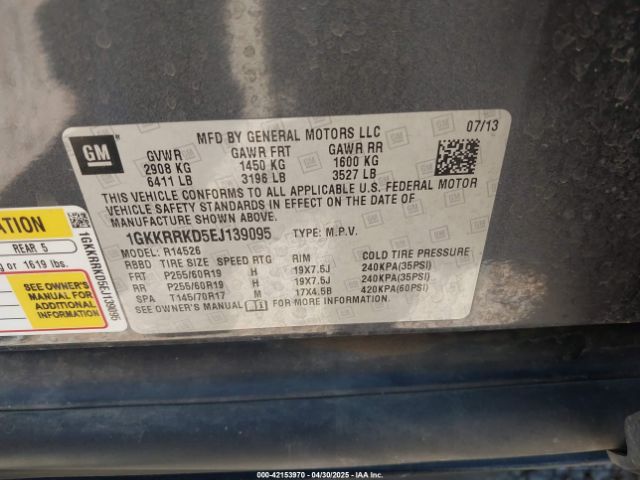 GM
MFD BY GENERAL MOTORS LLC
07/13
GVWR GAWR FRT GAWR RR
2908 KG 1450 KG 1600 KG
6411 LB 3196 LB 3527 LB
THIS VEHICLE CONFORMS TO ALL APPLICABLE U.S. FEDERAL MOTOR
VEHICLE SAFETY STANDARDS IN EFFECT ON THE DATE OF
MANUFACTURE SHOWN ABOVE.
1GKKRRKD5EJ139095 TYPE: M.P.V.
MODEL: R14526
RBBD TIRE SIZE SPEED RTG RIM COLD TIRE PRESSURE
FRT P255/60R19 H 19X7.5J 240KPA(35PSI)
RR P255/60R19 H 19X7.5J 240KPA(35PSI)
SPA T145/70R17 M 17X4.5B 420KPA(60PSI)
SEE OWNER'S MANUAL
REAR 5
g or 1619 lbs.
SEE OWNER'S
MANUAL FOR
ADDITIONAL
INFORMATION
1GKKRRKD5EJ139095
000-42153970 04/30/2025 - IAA Inc.